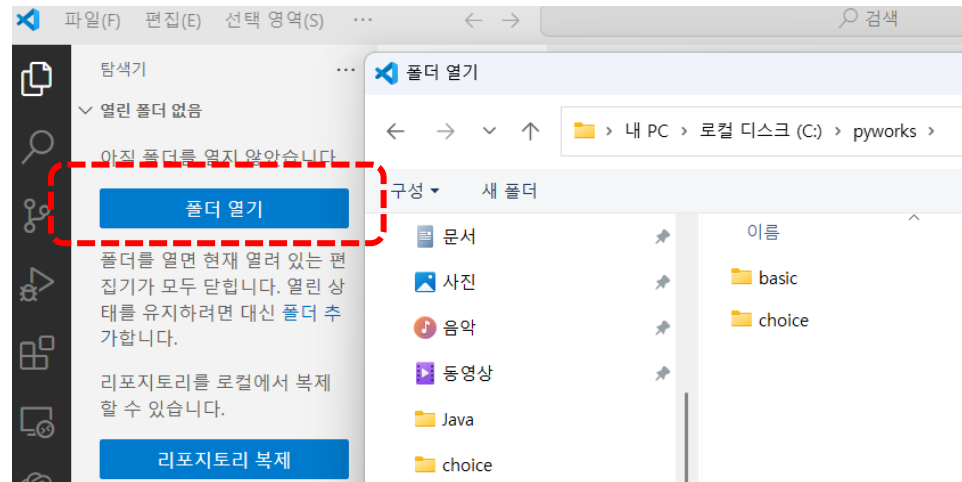 파일(F) 편집(E) 선택 영역(S) ··· 검색
탐색기 ···
열린 폴더 없음
아직 폴더를 열지 않았습니다.
폴더 열기
폴더를 열면 현재 열려 있는 편
집기가 모두 닫힙니다. 열린 상
태를 유지하려면 대신 폴더 추
가합니다.
리포지토리를 로컬에서 복제
할 수 있습니다.
리포지토리 복제
폴더 열기
내 PC › 로컬 디스크 (C:) › pyworks ›
구성 새 폴더
문서
사진
음악
동영상
Java
choice
이름
basic
choice